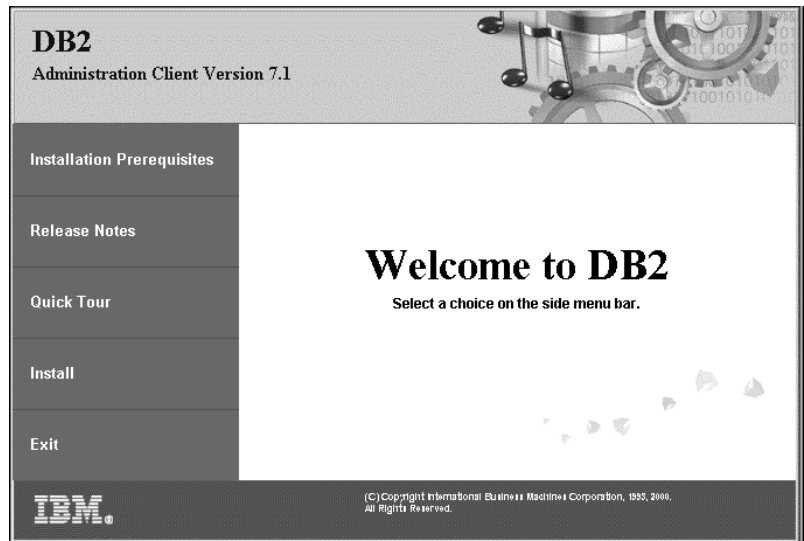 DB2
Administration Client Version 7.1
Installation Prerequisites
Release Notes
Quick Tour
Install
Exit
Welcome to DB2
Select a choice on the side menu bar.
IBM®
(C) Copyright International Business Machines Corporation, 1993, 2000.
All Rights Reserved.